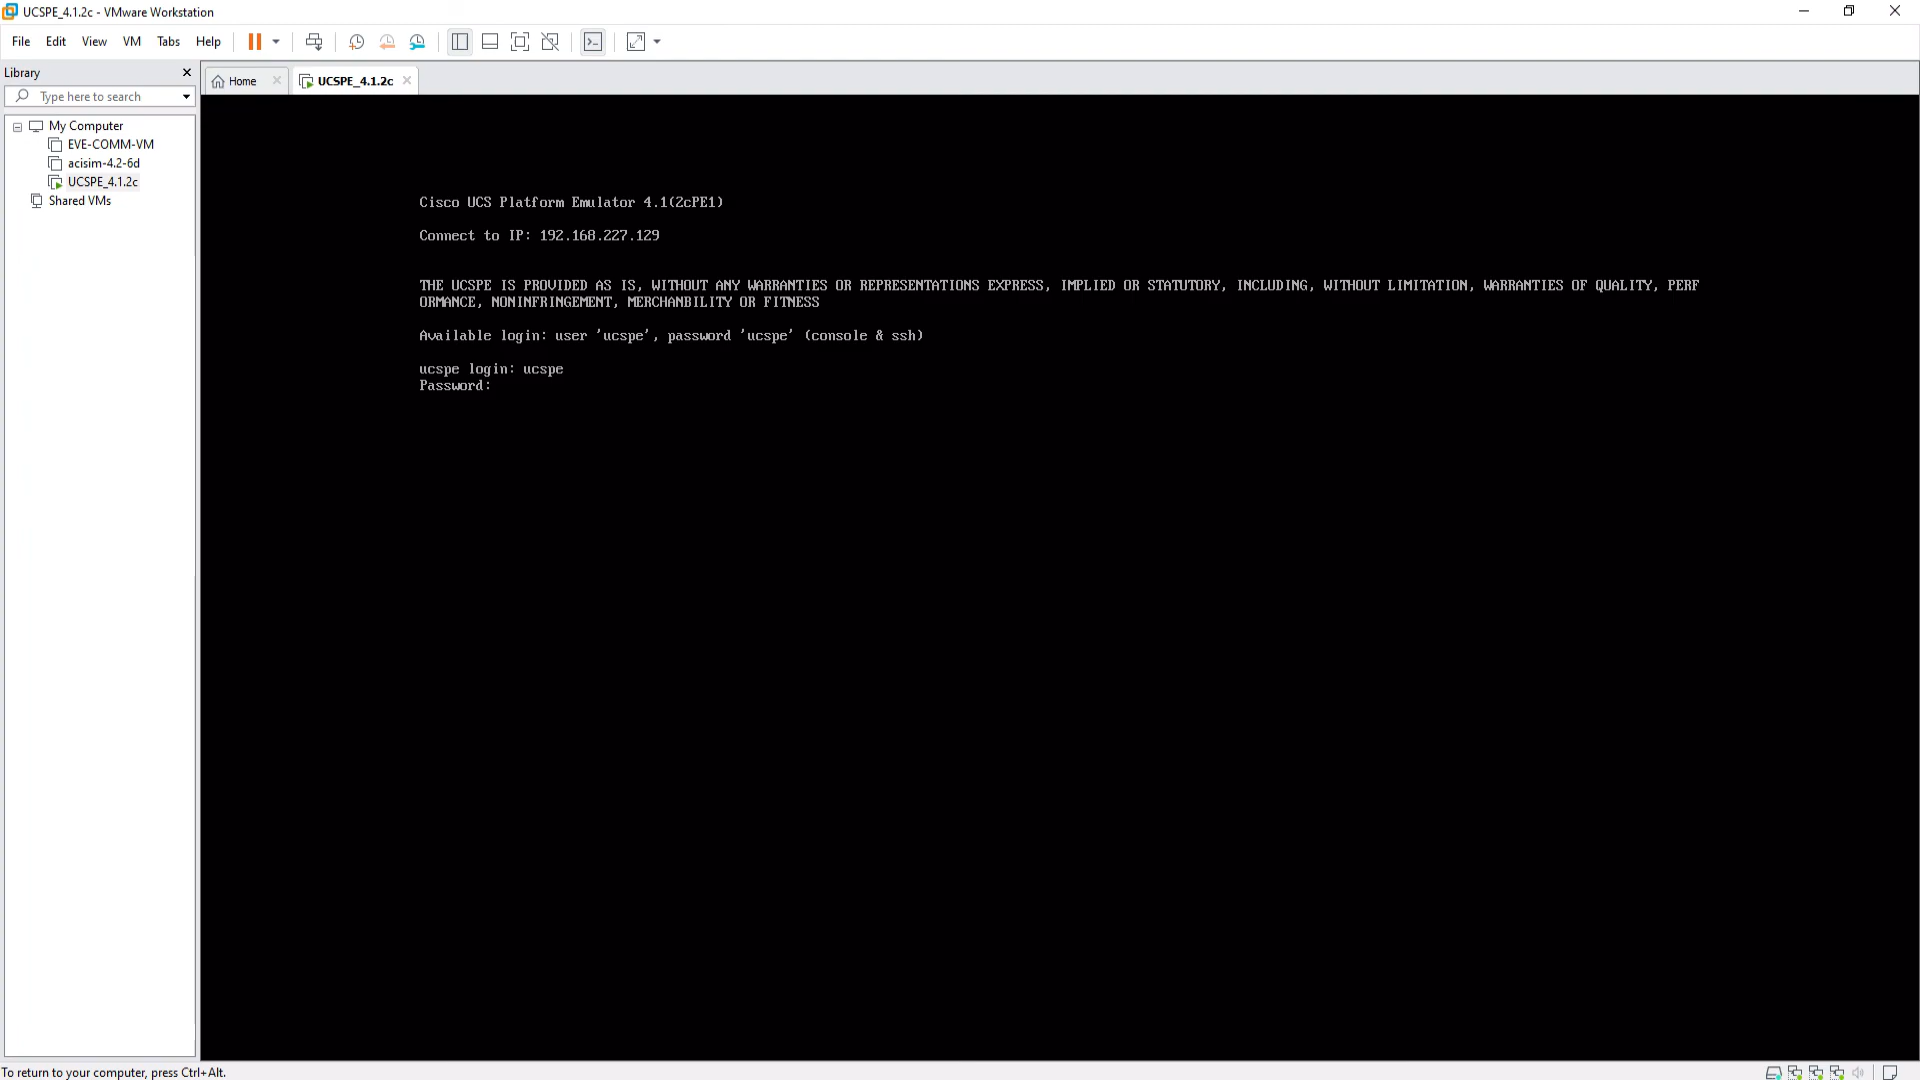 UCSPE_4.1.2c - VMware Workstation
File Edit View VM Tabs Help
Library
Type here to search
My Computer
EVE-COMM-VM
acisim-4.2-6d
UCSPE_4.1.2c
Shared VMs
Home
UCSPE_4.1.2c
Cisco UCS Platform Emulator 4.1(2cPE1)
Connect to IP: 192.168.227.129
THE UCSPE IS PROVIDED AS IS, WITHOUT ANY WARRANTIES OR REPRESENTATIONS EXPRESS, IMPLIED OR STATUTORY, INCLUDING, WITHOUT LIMITATION, WARRANTIES OF QUALITY, PERF
ORMANCE, NONINFRINGEMENT, MERCHANBILITY OR FITNESS
Available login: user 'ucspe', password 'ucspe' (console & ssh)
ucspe login: ucspe
Password:
To return to your computer, press Ctrl+Alt.